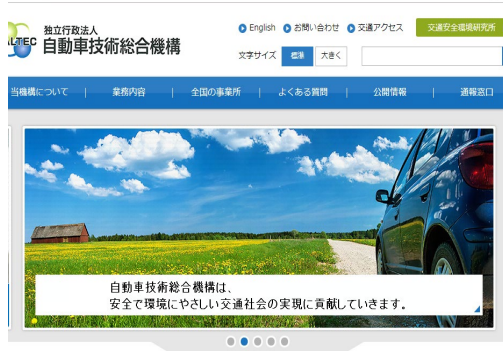 独立行政法人
自動車技術総合機構
English お問い合わせ 交通アクセス 交通安全環境研究所
文字サイズ 標準 大きく
当機構について | 業務内容 | 全国の事業所 | よくある質問 | 公開情報 | 通報窓口
自動車技術総合機構は、
安全で環境にやさしい交通社会の実現に貢献していきます。